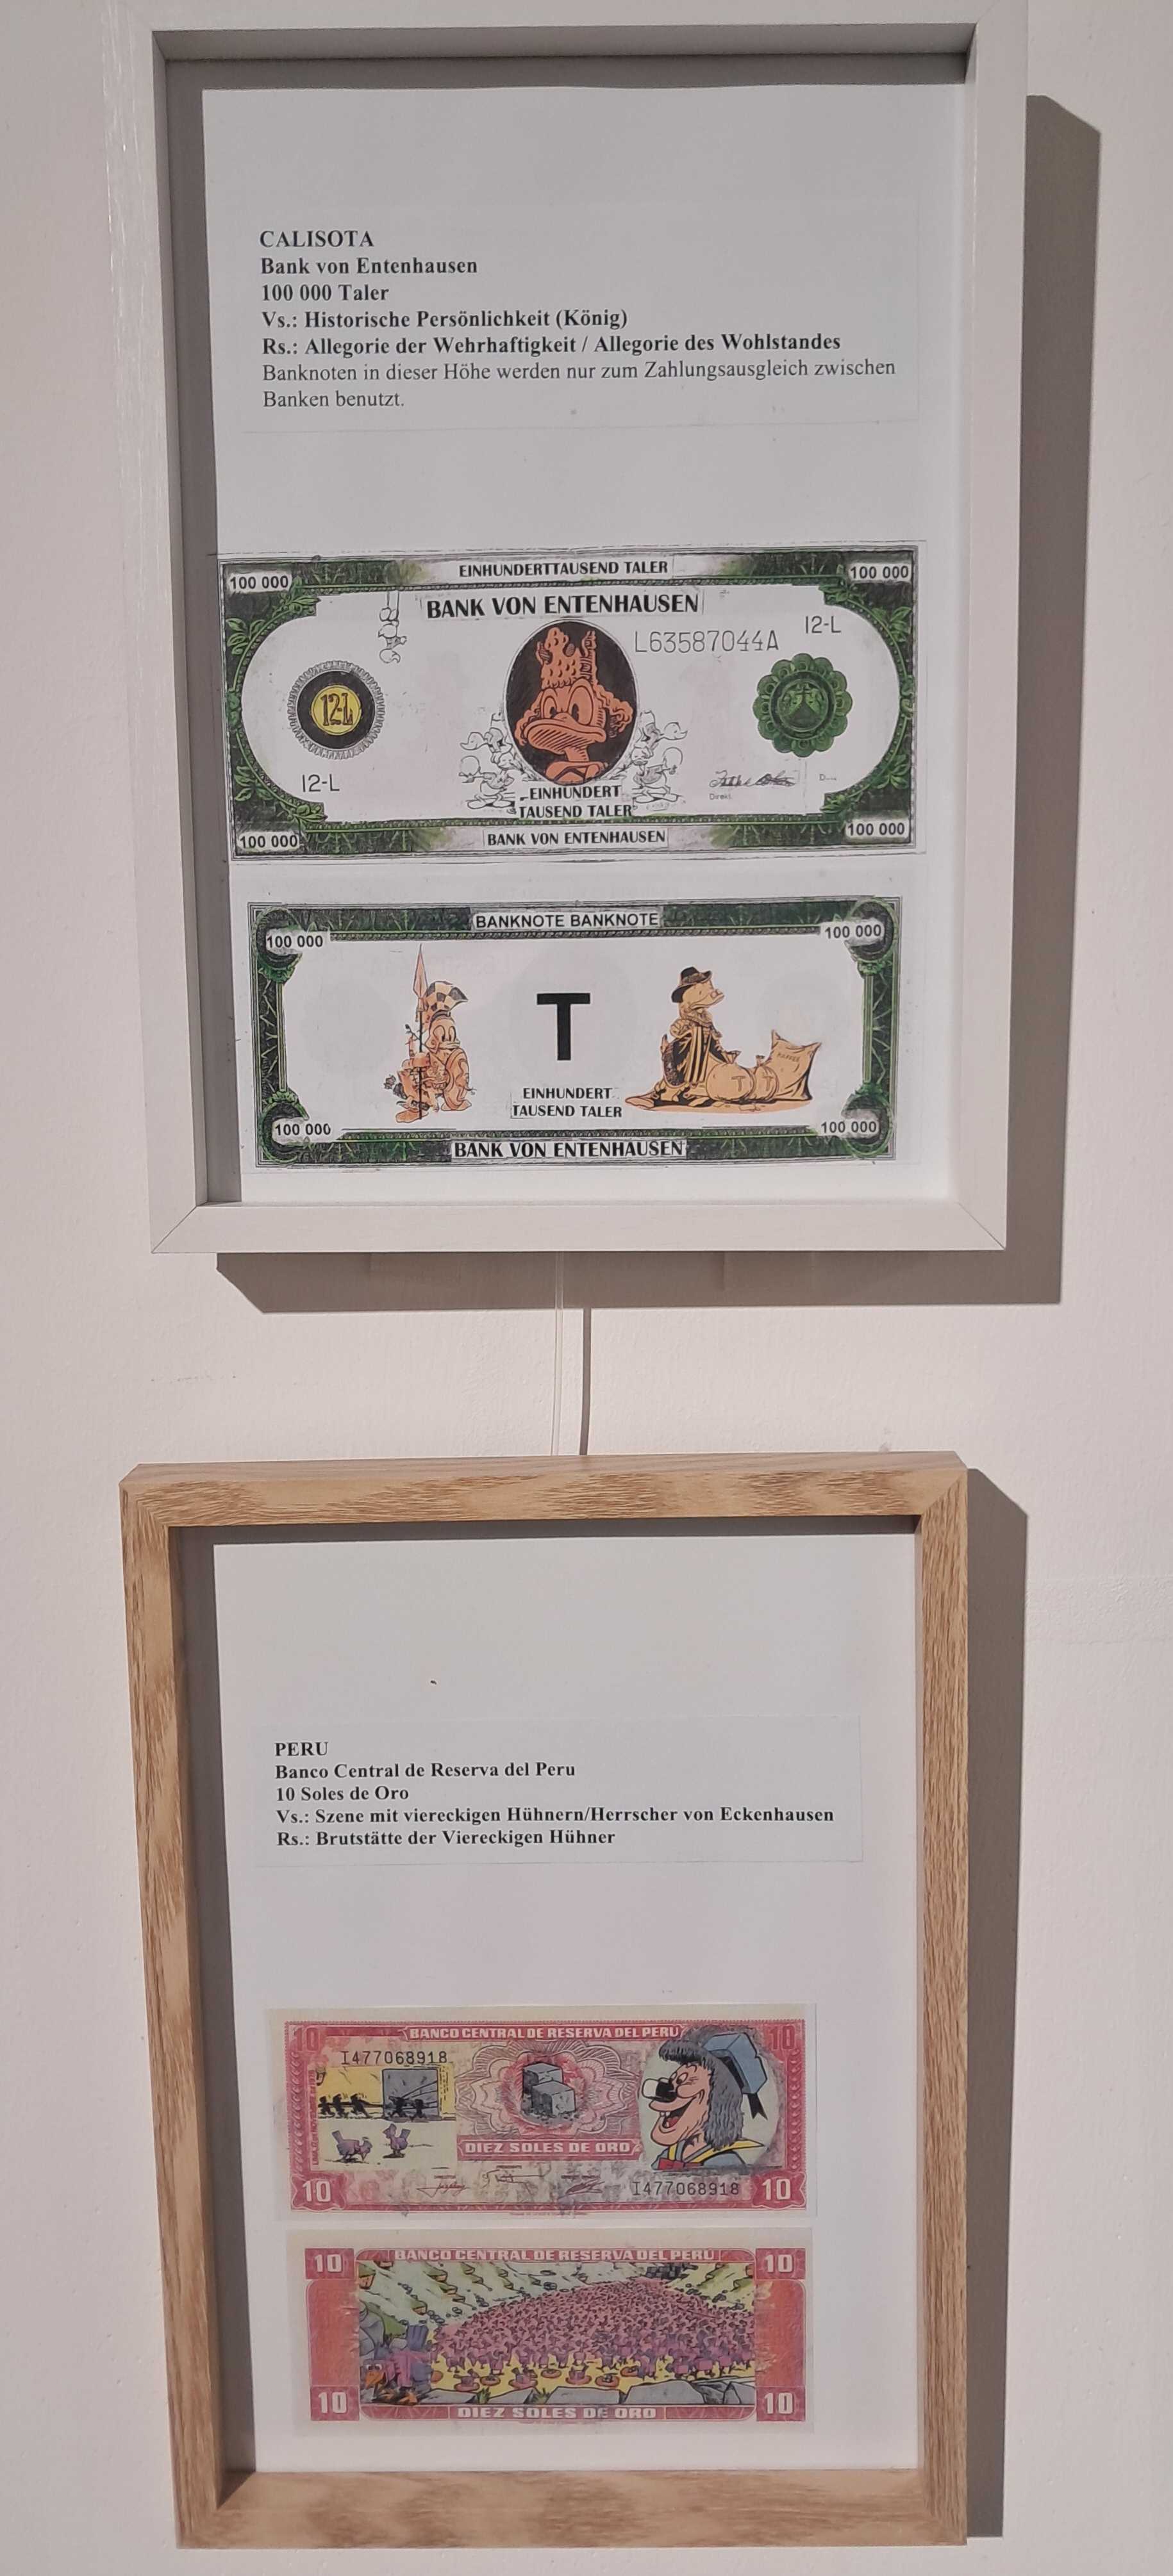 CALISOTA
Bank von Entenhausen
100 000 Taler
Vs.: Historische Persönlichkeit (König)
Rs.: Allegorie der Wehrhaftigkeit / Allegorie des Wohlstandes
Banknoten in dieser Höhe werden nur zum Zahlungsausgleich zwischen
Banken benutzt.
100 000 EINHUNDERTTAUSEND TALER 100 000
BANK VON ENTENHAUSEN
L63587044A 12-L
12-L
12-L
EINHUNDERT
TAUSEND TALER
100 000 BANK VON ENTENHAUSEN 100 000
BANKNOTE BANKNOTE
100 000 100 000
T
T T
EINHUNDERT
TAUSEND TALER
100 000 100 000
BANK VON ENTENHAUSEN
PERU
Banco Central de Reserva del Peru
10 Soles de Oro
Vs.: Szene mit viereckigen Hühnern/Herrscher von Eckenhausen
Rs.: Brutstätte der Viereckigen Hühner
10 BANCO CENTRAL DE RESERVA DEL PERU 10
I477068918
DIEZ SOLES DE ORO
10 I477068918 10
10 BANCO CENTRAL DE RESERVA DEL PERU 10
10 DIEZ SOLES DE ORO 10